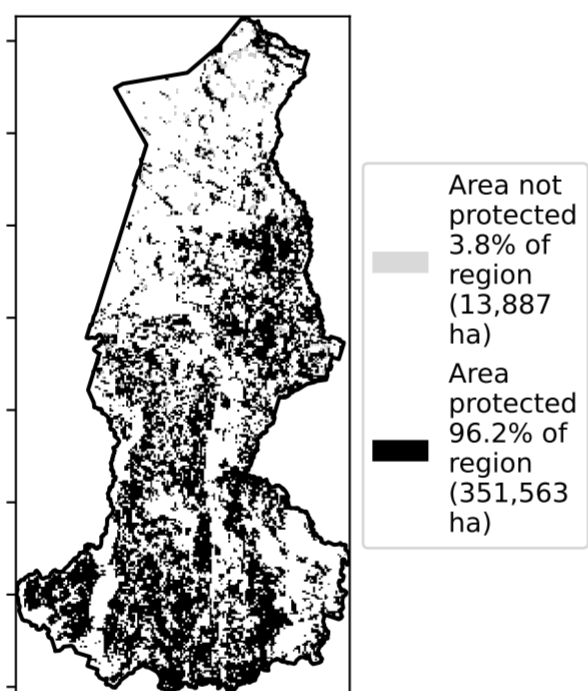 Area not
protected
3.8% of
region
(13,887
ha)
Area
protected
96.2% of
region
(351,563
ha)